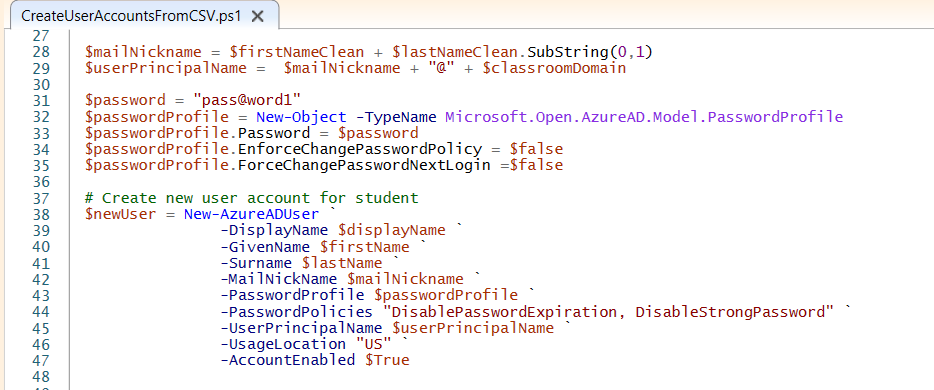 CreateUserAccountsFromCSV.ps1 X
27
28 $mailNickname = $firstNameClean + $lastNameClean.SubString(0,1)
29 $userPrincipalName =  $mailNickname + "@" + $classroomDomain
30
31 $password = "pass@word1"
32 $passwordProfile = New-Object -TypeName Microsoft.Open.AzureAD.Model.PasswordProfile
33 $passwordProfile.Password = $password
34 $passwordProfile.EnforceChangePasswordPolicy = $false
35 $passwordProfile.ForceChangePasswordNextLogin =$false
36
37 # Create new user account for student
38 $newUser = New-AzureADUser `
39 -DisplayName $displayName `
40 -GivenName $firstName `
41 -Surname $lastName `
42 -MailNickName $mailNickname `
43 -PasswordProfile $passwordProfile `
44 -PasswordPolicies "DisablePasswordExpiration, DisableStrongPassword" `
45 -UserPrincipalName $userPrincipalName `
46 -UsageLocation "US" `
47 -AccountEnabled $True
48